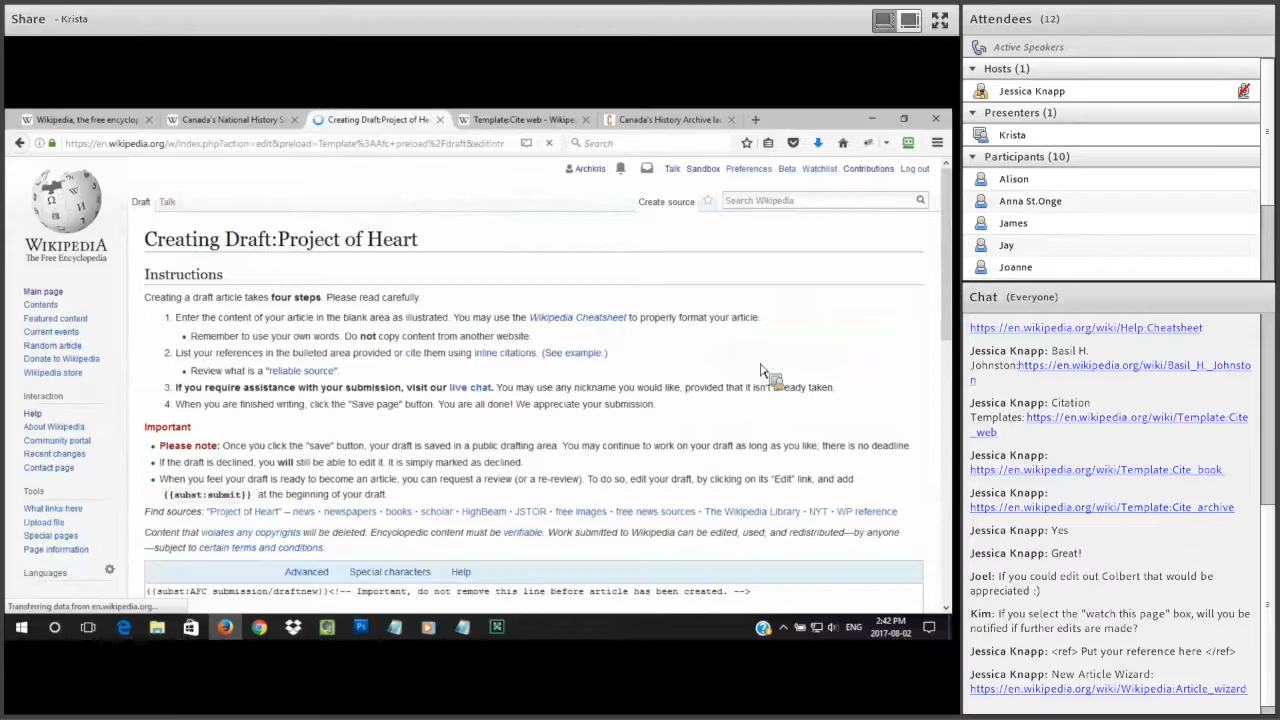 Share - Krista
Wikipedia, the free encyclop
Canada's National History S
Creating Draft:Project of He
Template:Cite web - Wikipe
Canada's History Archive la
https://en.wikipedia.org/w/index.php?action=edit&preload=Template%3AAfc+preload%2Fdraft&editintr
Search
Archkris Talk Sandbox Preferences Beta Watchlist Contributions Log out
Draft Talk
Create source
Search Wikipedia
WIKIPEDIA
The Free Encyclopedia
Main page
Contents
Featured content
Current events
Random article
Donate to Wikipedia
Wikipedia store
Interaction
Help
About Wikipedia
Community portal
Recent changes
Contact page
Tools
What links here
Upload file
Special pages
Page information
Languages
Creating Draft:Project of Heart
Instructions
Creating a draft article takes four steps. Please read carefully.
1. Enter the content of your article in the blank area as illustrated. You may use the Wikipedia Cheatsheet to properly format your article.
• Remember to use your own words. Do not copy content from another website.
2. List your references in the bulleted area provided or cite them using inline citations. (See example.)
• Review what is a "reliable source".
3. If you require assistance with your submission, visit our live chat. You may use any nickname you would like, provided that it isn't already taken.
4. When you are finished writing, click the "Save page" button. You are all done! We appreciate your submission.
Important
• Please note: Once you click the "save" button, your draft is saved in a public drafting area. You may continue to work on your draft as long as you like; there is no deadline.
• If the draft is declined, you will still be able to edit it. It is simply marked as declined.
• When you feel your draft is ready to become an article, you can request a review (or a re-review). To do so, edit your draft, by clicking on its "Edit" link, and add
{{subst:submit}} at the beginning of your draft.
Find sources: "Project of Heart" – news · newspapers · books · scholar · HighBeam · JSTOR · free images · free news sources · The Wikipedia Library · NYT · WP reference
Content that violates any copyrights will be deleted. Encyclopedic content must be verifiable. Work submitted to Wikipedia can be edited, used, and redistributed—by anyone
—subject to certain terms and conditions.
Advanced Special characters Help
{{subst:AFC submission/draftnew}}<!-- Important, do not remove this line before article has been created. -->
Transferring data from en.wikipedia.org...
ENG
2:42 PM
2017-08-02
Attendees (12)
Active Speakers
Hosts (1)
Jessica Knapp
Presenters (1)
Krista
Participants (10)
Alison
Anna St.Onge
James
Jay
Joanne
Chat (Everyone)
https://en.wikipedia.org/wiki/Help:Cheatsheet
Jessica Knapp: Basil H.
Johnston:https://en.wikipedia.org/wiki/Basil_H._Johnsto
n
Jessica Knapp: Citation
Templates: https://en.wikipedia.org/wiki/Template:Cite
_web
Jessica Knapp:
https://en.wikipedia.org/wiki/Template:Cite_book
Jessica Knapp:
https://en.wikipedia.org/wiki/Template:Cite_archive
Jessica Knapp: Yes
Jessica Knapp: Great!
Joel: If you could edit out Colbert that would be
appreciated :)
Kim: If you select the "watch this page" box, will you be
notified if further edits are made?
Jessica Knapp: <ref> Put your reference here </ref>
Jessica Knapp: New Article Wizard:
https://en.wikipedia.org/wiki/Wikipedia:Article_wizard